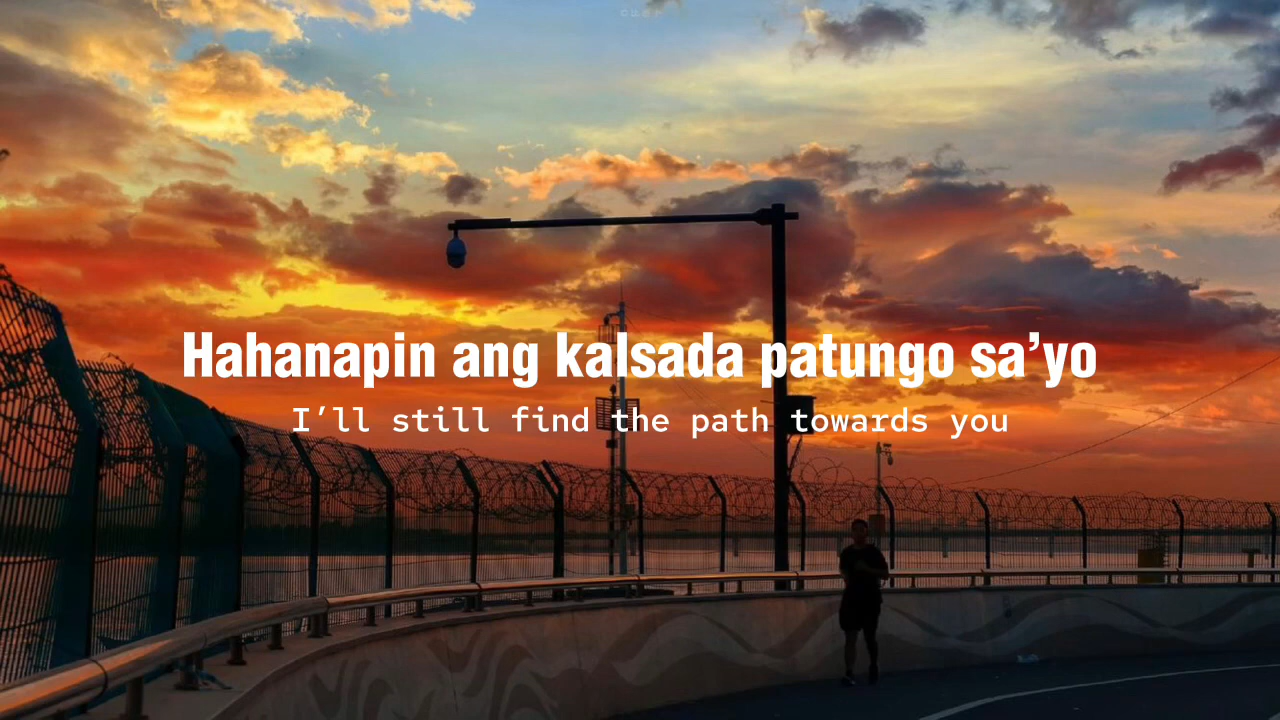 Hahanapin ang kalsada patungo sa’yo
I’ll still find the path towards you